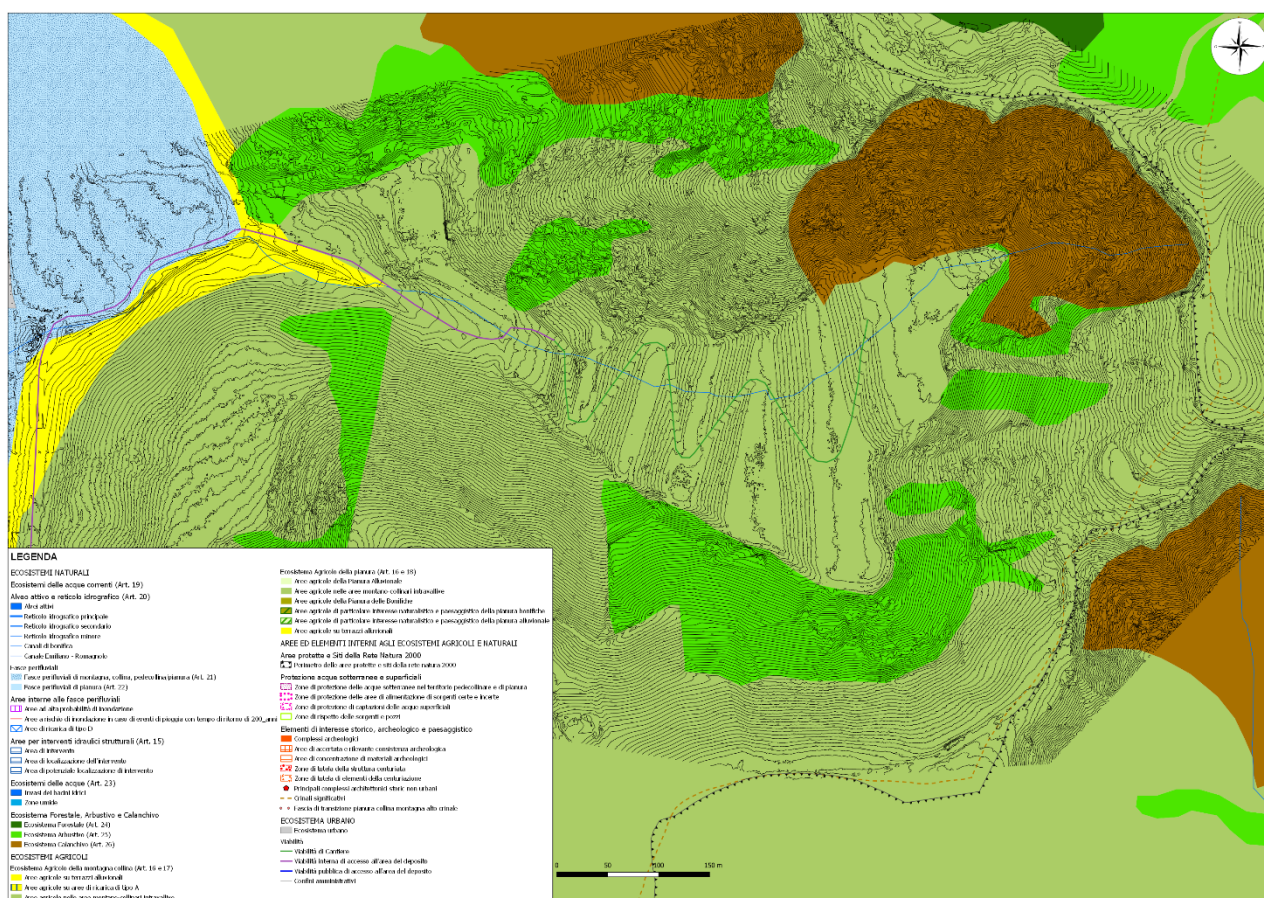 LEGENDA
ECOSISTEMI NATURALI
Ecosistemi delle acque correnti (Art. 19)
Alveo attivo e reticolo idrografico (Art. 20)
Alvei attivi
Reticolo idrografico principale
Reticolo idrografico secondario
Reticolo idrografico minore
Canali di bonifica
Canale Emiliano - Romagnolo
Fasce perifluviali
Fasce perifluviali di montagna, collina, pedecollina/pianura (Art. 21)
Fasce perifluviali di pianura (Art. 22)
Aree interne alle fasce perifluviali
Aree ad alta probabilità di inondazione
Aree a rischio di inondazione in caso di eventi di pioggia con tempo di ritorno di 200_anni
Aree di ricarica di tipo D
Aree per interventi idraulici strutturali (Art. 15)
Area di intervento
Area di localizzazione dell'intervento
Area di potenziale localizzazione di intervento
Ecosistemi delle acque (Art. 23)
Invasi dei bacini idrici
Zone umide
Ecosistema Forestale, Arbustivo e Calanchivo
Ecosistema Forestale (Art. 24)
Ecosistema Arbustivo (Art. 25)
Ecosistema Calanchivo (Art. 26)
ECOSISTEMI AGRICOLI
Ecosistema Agricolo della montagna collina (Art. 16 e 17)
Aree agricole su terrazzi alluvionali
Aree agricole su aree di ricarica di tipo A
Aree agricole nelle aree montano-collinari intravallive
Ecosistema Agricolo della pianura (Art. 16 e 18)
Aree agricole della Pianura Alluvionale
Aree agricole nelle aree montano-collinari intravallive
Aree agricole della Pianura delle Bonifiche
Aree agricole di particolare interesse naturalistico e paesaggistico della pianura bonifiche
Aree agricole di particolare interesse naturalistico e paesaggistico della pianura alluvionale
Aree agricole su terrazzi alluvionali
AREE ED ELEMENTI INTERNI AGLI ECOSISTEMI AGRICOLI E NATURALI
Aree protette e Siti della Rete Natura 2000
Perimetro delle aree protette e siti della rete natura 2000
Protezione acque sotterranee e superficiali
Zone di protezione delle acque sotterranee nel territorio pedecollinare e di pianura
Zone di protezione delle aree di alimentazione di sorgenti certe e incerte
Zone di protezione di captazioni delle acque superficiali
Zone di rispetto delle sorgenti e pozzi
Elementi di interesse storico, archeologico e paesaggistico
Complessi archeologici
Aree di accertata e rilevante consistenza archeologica
Aree di concentrazione di materiali archeologici
Zone di tutela della struttura centuriata
Zone di tutela di elementi della centuriazione
Principali complessi architettonici storici non urbani
Crinali significativi
Fascia di transizione pianura collina montagna alto crinale
ECOSISTEMA URBANO
Ecosistema urbano
Viabilità
Viabilità di Cantiere
Viabilità interna di accesso all'area del deposito
Viabilità pubblica di accesso all'area del deposito
Confini amministrativi
0 50 100 150 m